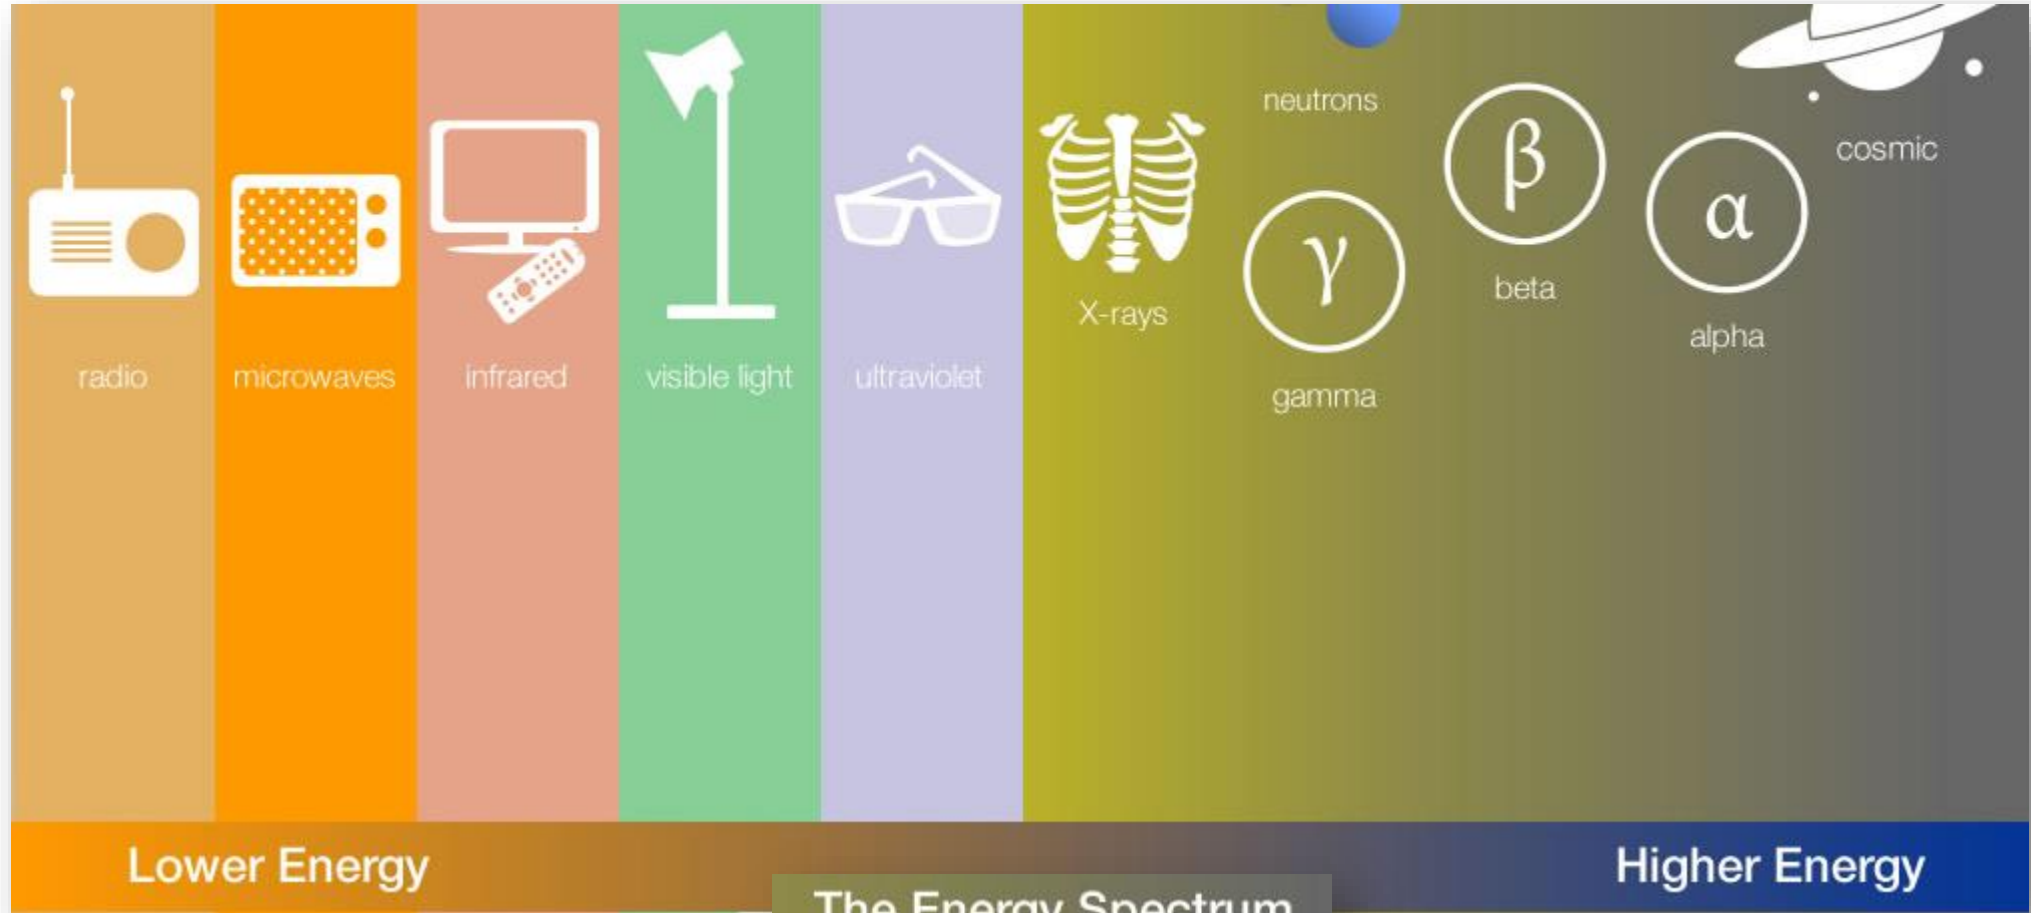 neutrons
cosmic
β
α
γ
beta
X-rays
alpha
radio
microwaves
infrared
visible light
ultraviolet
gamma
Lower Energy
Higher Energy
The Energy Spectrum